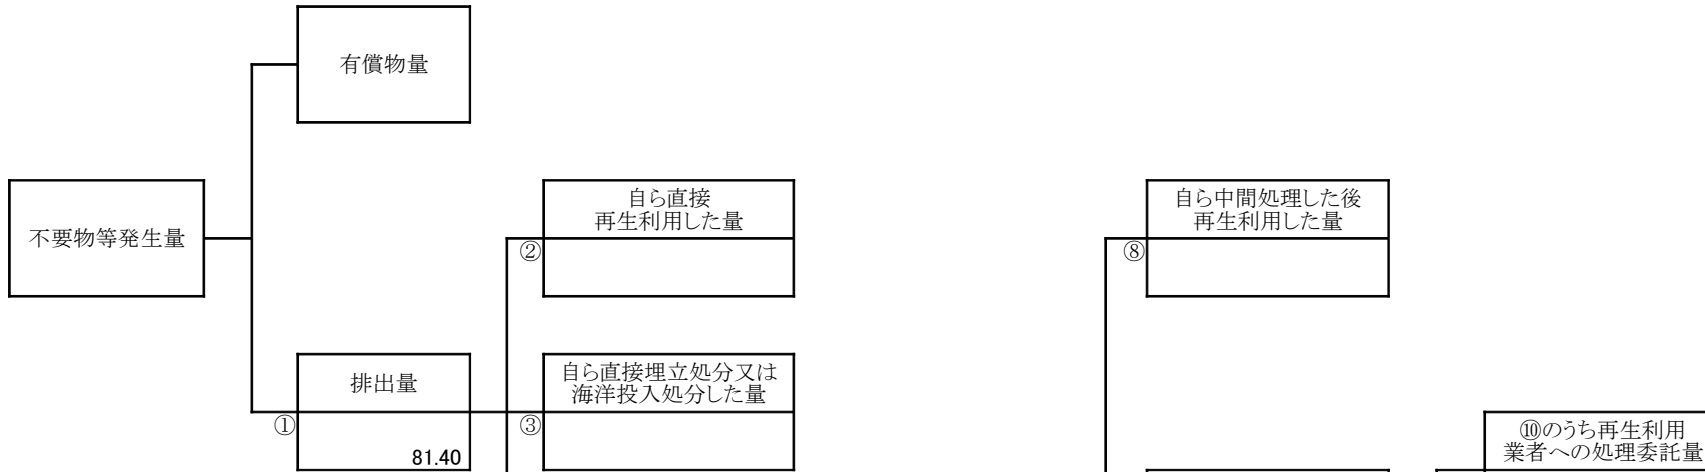 有償物量
不要物等発生量
自ら直接
再生利用した量
②
自ら中間処理した後
再生利用した量
⑧
排出量
①
81.40
自ら直接埋立処分又は
海洋投入処分した量
③
⑩のうち再生利用
業者への処理委託量